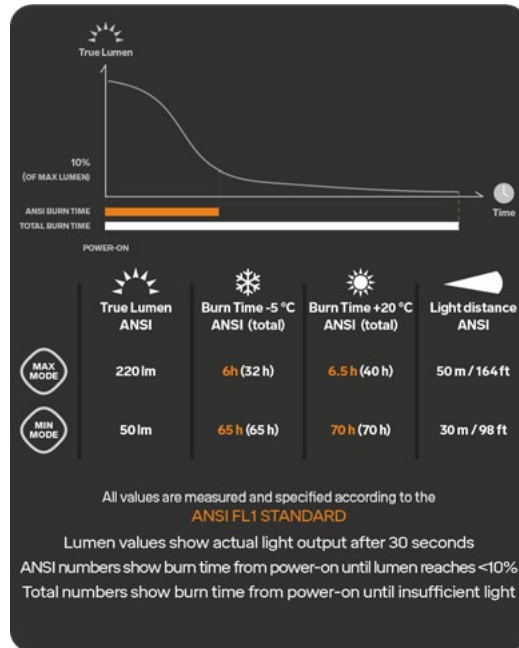 True Lumen
10%
(OF MAX LUMEN)
Time
ANSI BURN TIME
TOTAL BURN TIME
POWER-ON
True Lumen
ANSI
Burn Time -5 °C
ANSI (total)
Burn Time +20 °C
ANSI (total)
Light distance
ANSI
MAX
MODE
220 lm
6h (32 h)
6.5 h (40 h)
50 m / 164 ft
MIN
MODE
50 lm
65 h (65 h)
70 h (70 h)
30 m / 98 ft
All values are measured and specified according to the
ANSI FL1 STANDARD
Lumen values show actual light output after 30 seconds
ANSI numbers show burn time from power-on until lumen reaches <10%
Total numbers show burn time from power-on until insufficient light